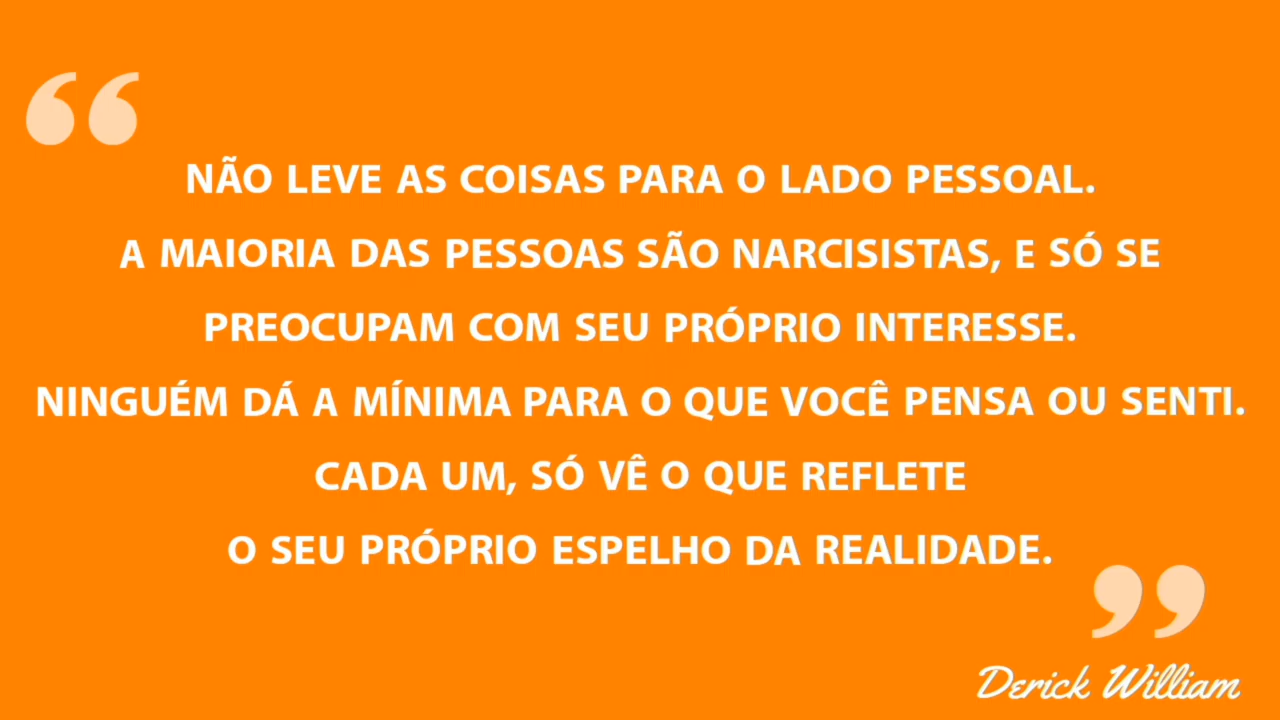 NÃO LEVE AS COISAS PARA O LADO PESSOAL.
A MAIORIA DAS PESSOAS SÃO NARCISISTAS, E SÓ SE
PREOCUPAM COM SEU PRÓPRIO INTERESSE.
NINGUÉM DÁ A MÍNIMA PARA O QUE VOCÊ PENSA OU SENTI.
CADA UM, SÓ VÊ O QUE REFLETE
O SEU PRÓPRIO ESPELHO DA REALIDADE.
Derick William